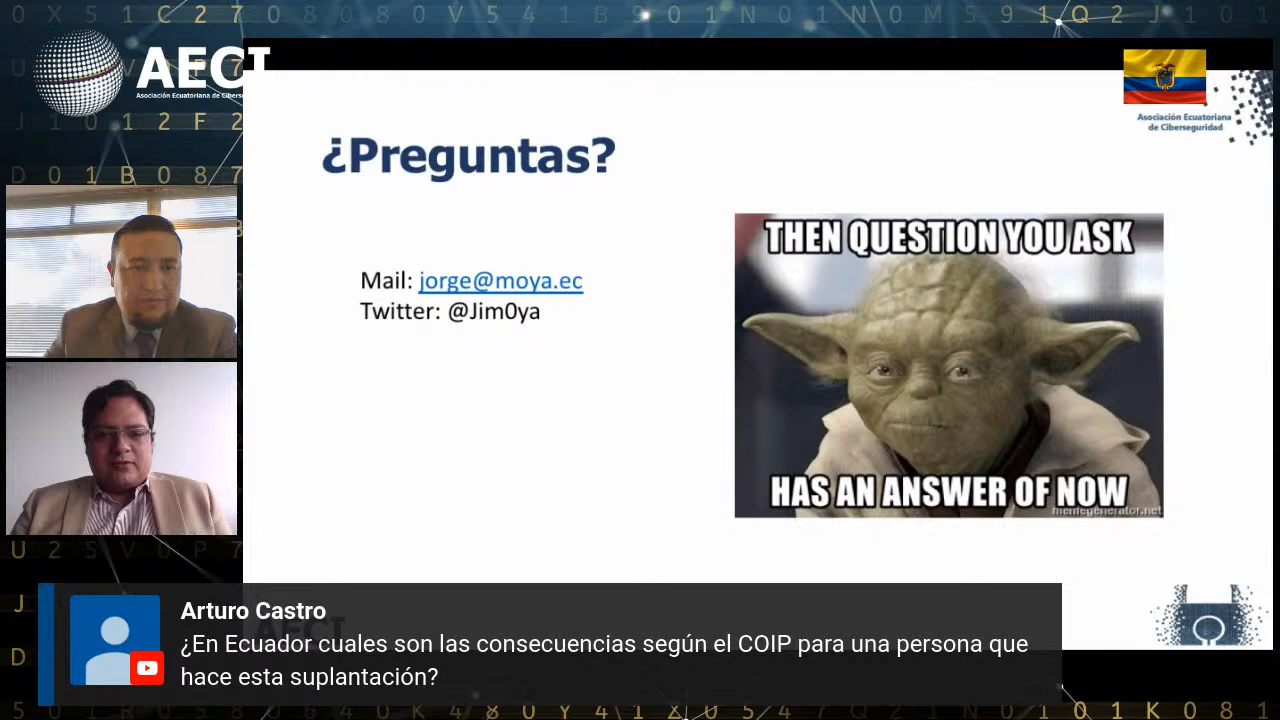 AECI
Asociación Ecuatoriana de Ciberse
Asociación Ecuatoriana
de Ciberseguridad
¿Preguntas?
Mail: jorge@moya.ec
Twitter: @Jim0ya
THEN QUESTION YOU ASK
HAS AN ANSWER OF NOW
memegenerator.net
Arturo Castro
¿En Ecuador cuales son las consecuencias según el COIP para una persona que
hace esta suplantación?